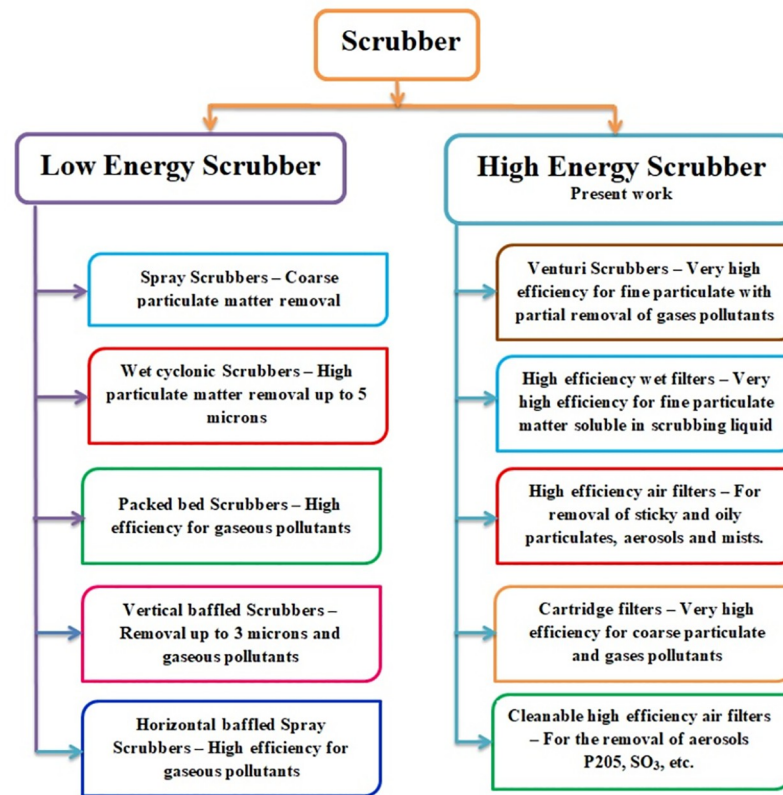 Scrubber
Low Energy Scrubber
Spray Scrubbers – Coarse
particulate matter removal
Wet cyclonic Scrubbers – High
particulate matter removal up to 5
microns
Packed bed Scrubbers – High
efficiency for gaseous pollutants
Vertical baffled Scrubbers –
Removal up to 3 microns and
gaseous pollutants
Horizontal baffled Spray
Scrubbers – High efficiency for
gaseous pollutants
High Energy Scrubber
Present work
Venturi Scrubbers – Very high
efficiency for fine particulate with
partial removal of gases pollutants
High efficiency wet filters – Very
high efficiency for fine particulate
matter soluble in scrubbing liquid
High efficiency air filters – For
removal of sticky and oily
particulates, aerosols and mists.
Cartridge filters – Very high
efficiency for coarse particulate
and gases pollutants
Cleanable high efficiency air filters
– For the removal of aerosols
P205, SO₃, etc.